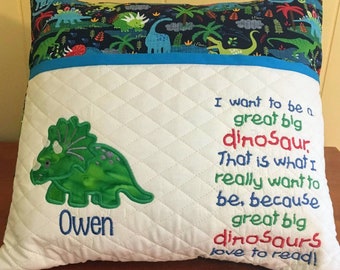 I want to be a
great big
dinosaur.
That is what I
really want to
be, because
great big
dinosaurs
love to read!
Owen